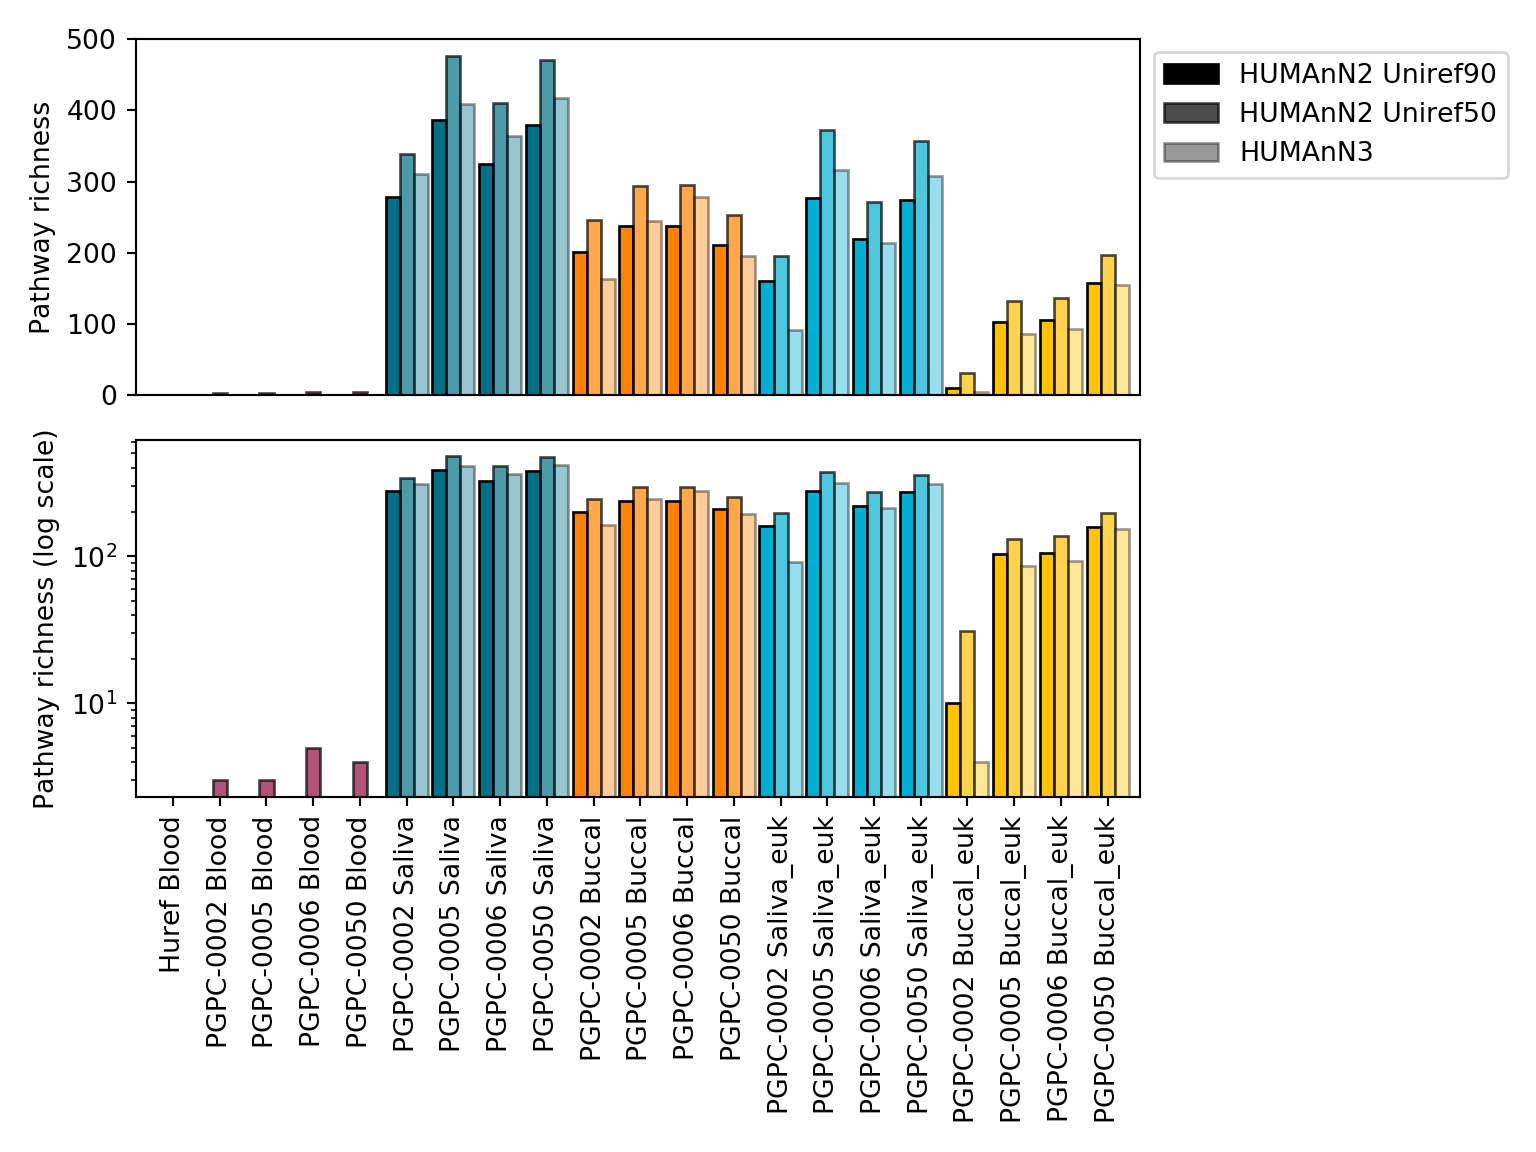 500
400
300
200
100
0
Pathway richness
HUMAnN2 Uniref90
HUMAnN2 Uniref50
HUMAnN3
10²
10¹
Pathway richness (log scale)
Huref Blood
PGPC-0002 Blood
PGPC-0005 Blood
PGPC-0006 Blood
PGPC-0050 Blood
PGPC-0002 Saliva
PGPC-0005 Saliva
PGPC-0006 Saliva
PGPC-0050 Saliva
PGPC-0002 Buccal
PGPC-0005 Buccal
PGPC-0006 Buccal
PGPC-0050 Buccal
PGPC-0002 Saliva_euk
PGPC-0005 Saliva_euk
PGPC-0006 Saliva_euk
PGPC-0050 Saliva_euk
PGPC-0002 Buccal_euk
PGPC-0005 Buccal_euk
PGPC-0006 Buccal_euk
PGPC-0050 Buccal_euk